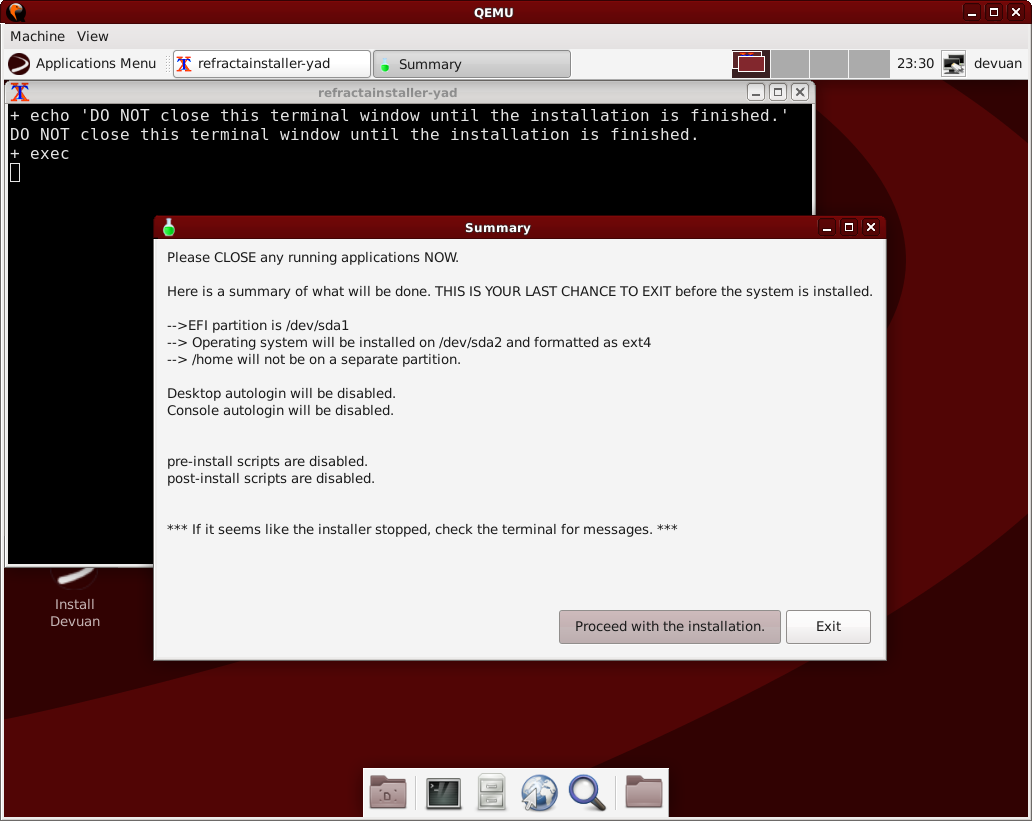 QEMU
Machine View
Applications Menu
refractainstaller-yad
Summary
23:30
devuan
refractainstaller-yad
+ echo 'DO NOT close this terminal window until the installation is finished.'
DO NOT close this terminal window until the installation is finished.
+ exec
Summary
Please CLOSE any running applications NOW.
Here is a summary of what will be done. THIS IS YOUR LAST CHANCE TO EXIT before the system is installed.
-->EFI partition is /dev/sda1
--> Operating system will be installed on /dev/sda2 and formatted as ext4
--> /home will not be on a separate partition.
Desktop autologin will be disabled.
Console autologin will be disabled.
pre-install scripts are disabled.
post-install scripts are disabled.
*** If it seems like the installer stopped, check the terminal for messages. ***
Proceed with the installation.
Exit
Install
Devuan